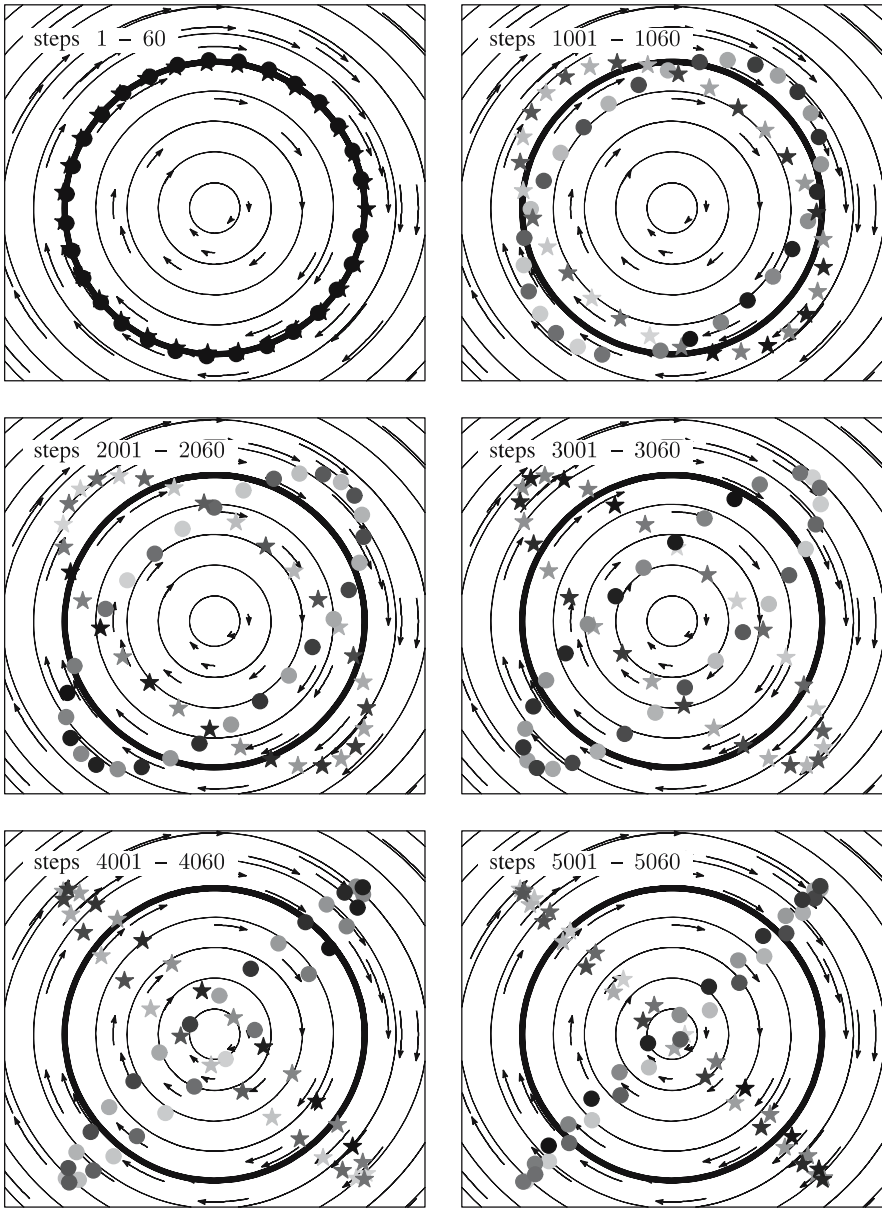 steps 1 – 60
steps 1001 – 1060
steps 2001 – 2060
steps 3001 – 3060
steps 4001 – 4060
steps 5001 – 5060